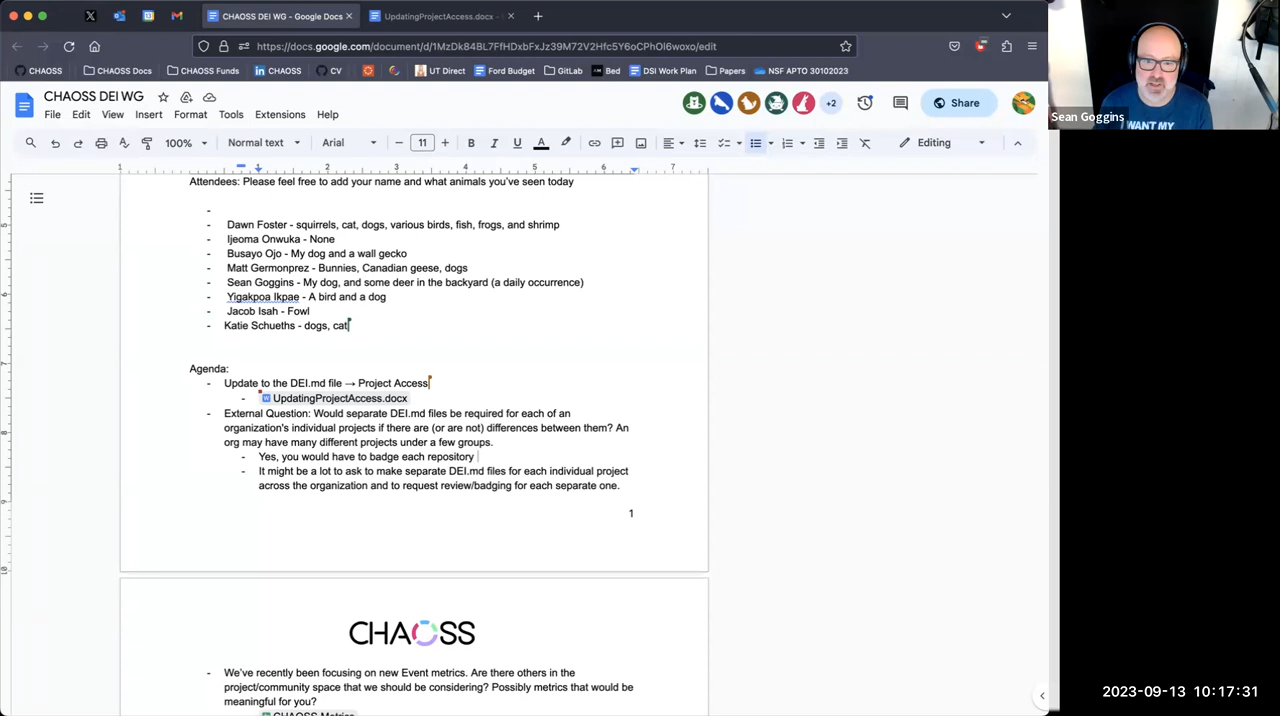 CHAOSS DEI WG - Google Docs
UpdatingProjectAccess.docx -
https://docs.google.com/document/d/1MzDk84BL7FfHDxbFxJz39M72V2Hfc5Y6oCPhOl6woxo/edit
CHAOSS
CHAOSS Docs
CHAOSS Funds
CHAOSS
CV
UT Direct
Ford Budget
GitLab
Bed
DSI Work Plan
Papers
NSF APTO 30102023
CHAOSS DEI WG
File Edit View Insert Format Tools Extensions Help
+2
Share
100%
Normal text
Arial
11
Editing
1 1 2 3 4 5 6 7
Attendees: Please feel free to add your name and what animals you've seen today
-
- Dawn Foster - squirrels, cat, dogs, various birds, fish, frogs, and shrimp
- Ijeoma Onwuka - None
- Busayo Ojo - My dog and a wall gecko
- Matt Germonprez - Bunnies, Canadian geese, dogs
- Sean Goggins - My dog, and some deer in the backyard (a daily occurrence)
- Yigakpoa Ikpae - A bird and a dog
- Jacob Isah - Fowl
- Katie Schueths - dogs, cat
Agenda:
- Update to the DEI.md file → Project Access
- UpdatingProjectAccess.docx
- External Question: Would separate DEI.md files be required for each of an
organization's individual projects if there are (or are not) differences between them? An
org may have many different projects under a few groups.
- Yes, you would have to badge each repository
- It might be a lot to ask to make separate DEI.md files for each individual project
across the organization and to request review/badging for each separate one.
1
CHAOSS
- We've recently been focusing on new Event metrics. Are there others in the
project/community space that we should be considering? Possibly metrics that would be
meaningful for you?
CHAOSS Metrics
Sean Goggins
I WANT MY
2023-09-13 10:17:31